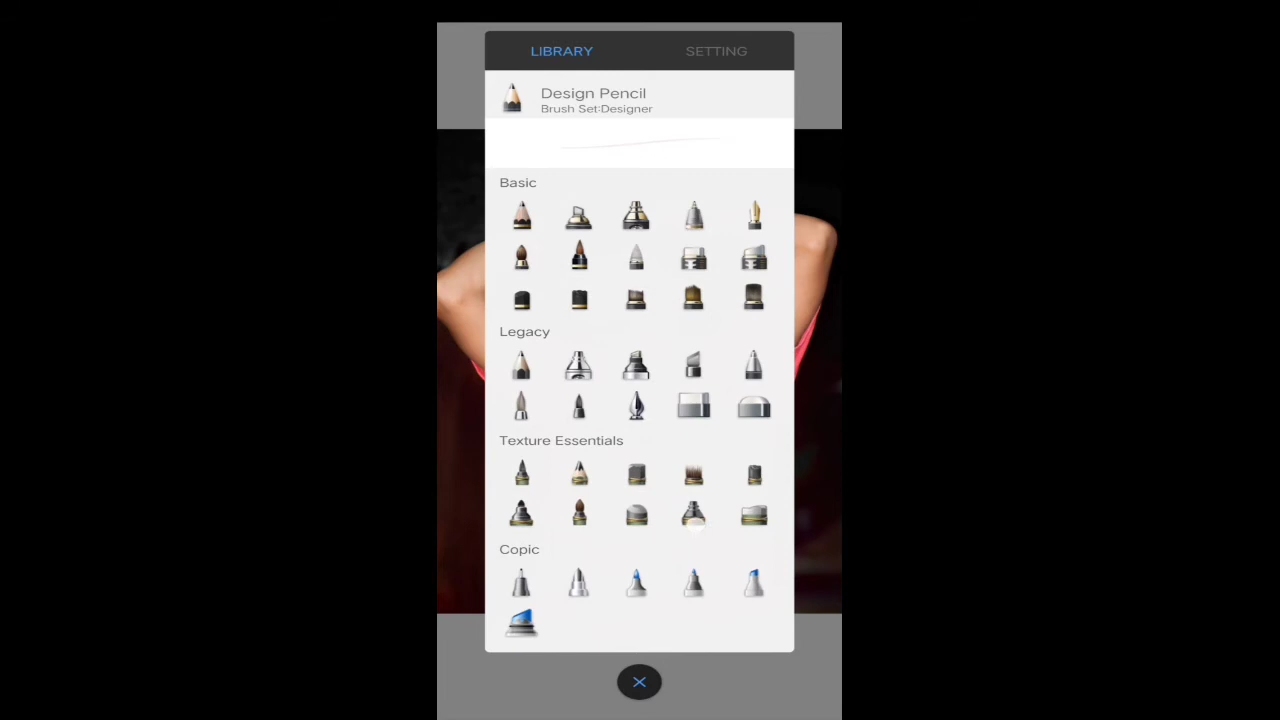 LIBRARY SETTING
Design Pencil
Brush Set:Designer
Basic
Legacy
Texture Essentials
Copic